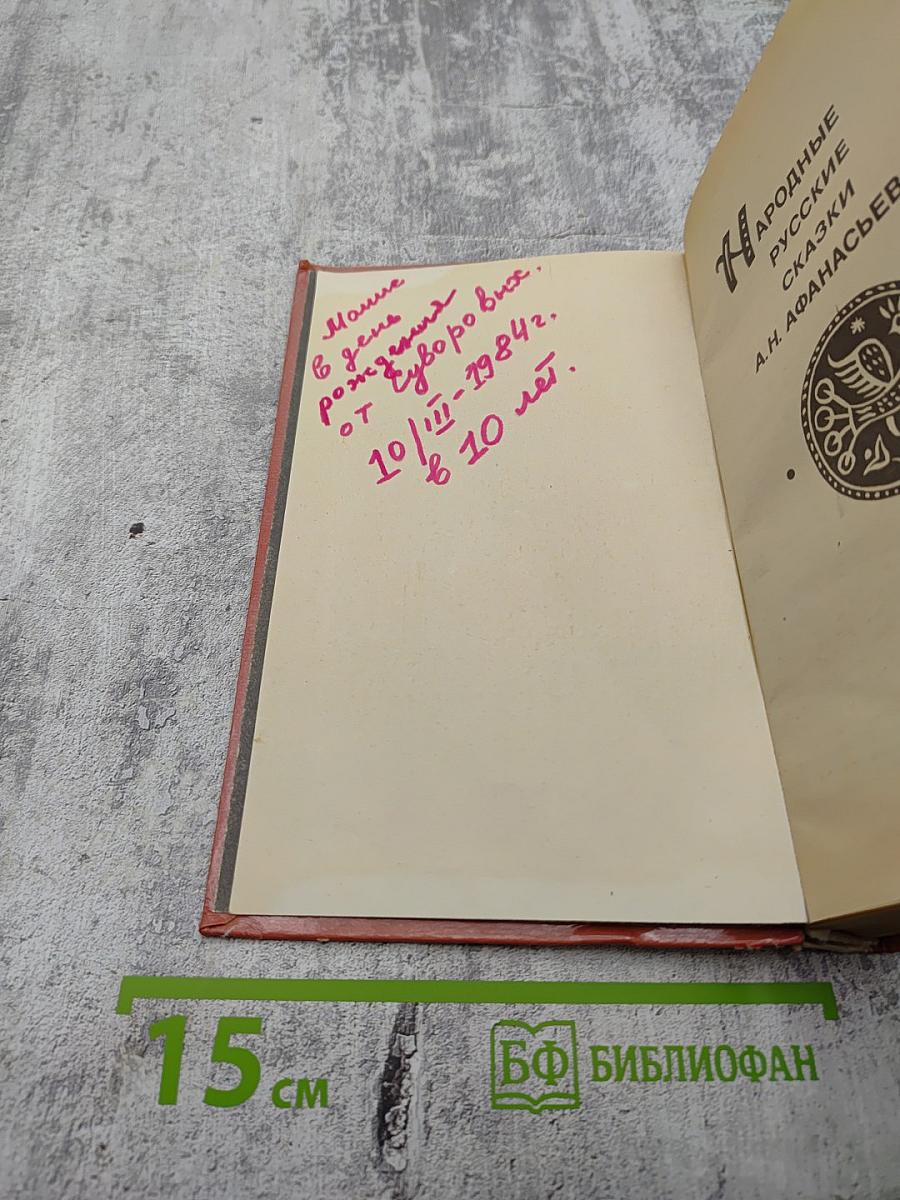 Маше
в день
рождения
от Суворовых.
10/III-1984г.
в 10 лет.
НАРОДНЫЕ
РУССКИЕ
СКАЗКИ
А.Н. АФАНАСЬЕВ
15 см
БФ БИБЛИОФАН